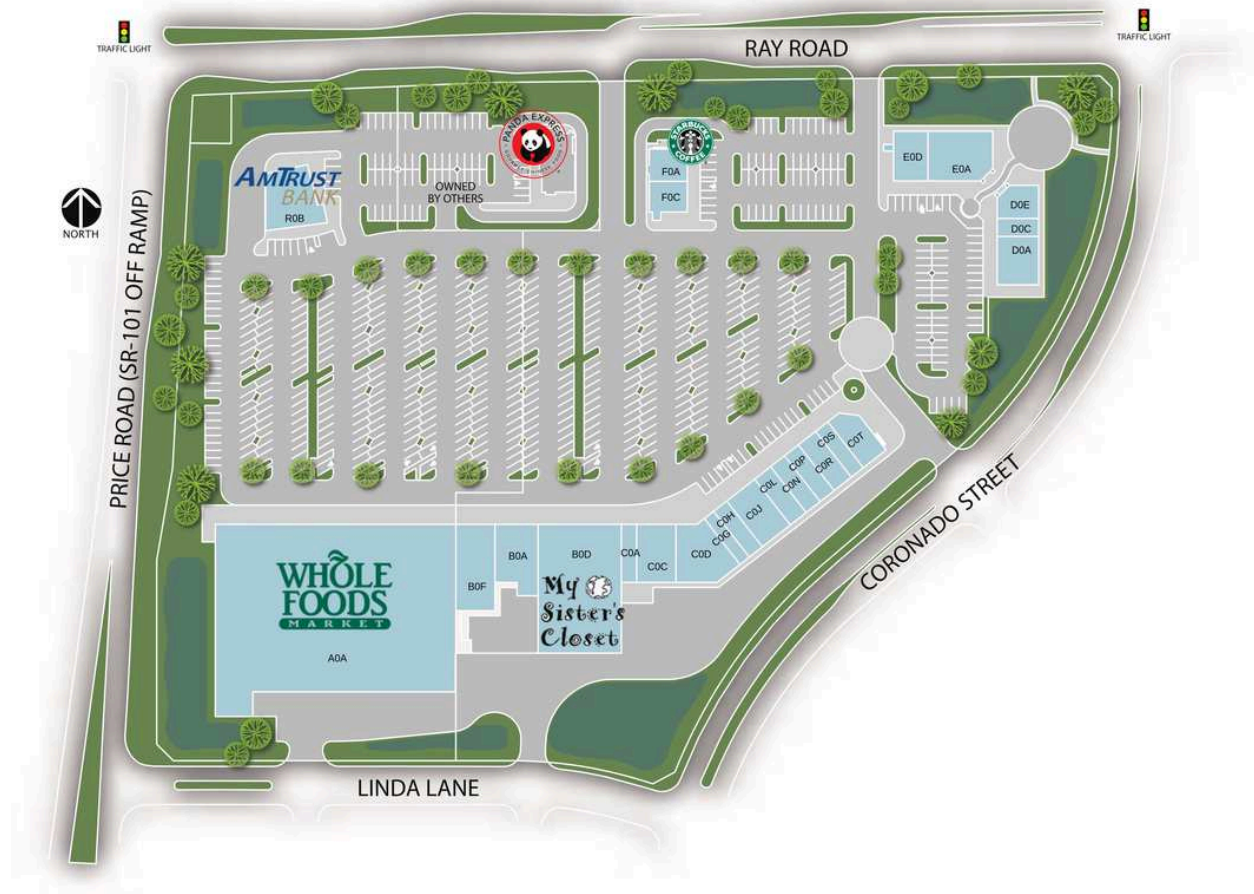 TRAFFIC LIGHT
TRAFFIC LIGHT
RAY ROAD
PANDA EXPRESS
STARBUCKS
COFFEE
E0D
E0A
AMTRUST
BANK
R0B
OWNED
BY OTHERS
F0A
F0C
D0E
D0C
D0A
NORTH
PRICE ROAD (SR-101 OFF RAMP)
C0T
C0S
C0R
C0P
C0N
C0L
C0J
C0H
C0G
C0D
C0C
C0A
B0D
B0A
B0F
WHOLE
FOODS
MARKET
A0A
My
Sister's
Closet
CORONADO STREET
LINDA LANE